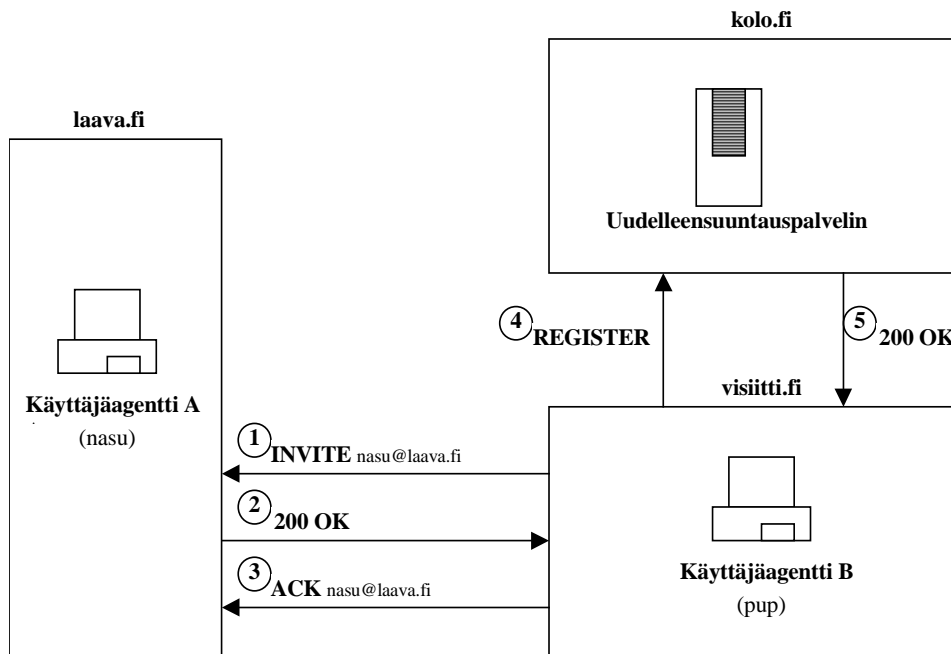 kolo.fi
laava.fi
Uudelleensuuntauspalvelin
4 REGISTER
5 200 OK
visiitti.fi
Käyttäjäagentti A
(nasu)
1 INVITE nasu@laava.fi
2 200 OK
3 ACK nasu@laava.fi
Käyttäjäagentti B
(pup)